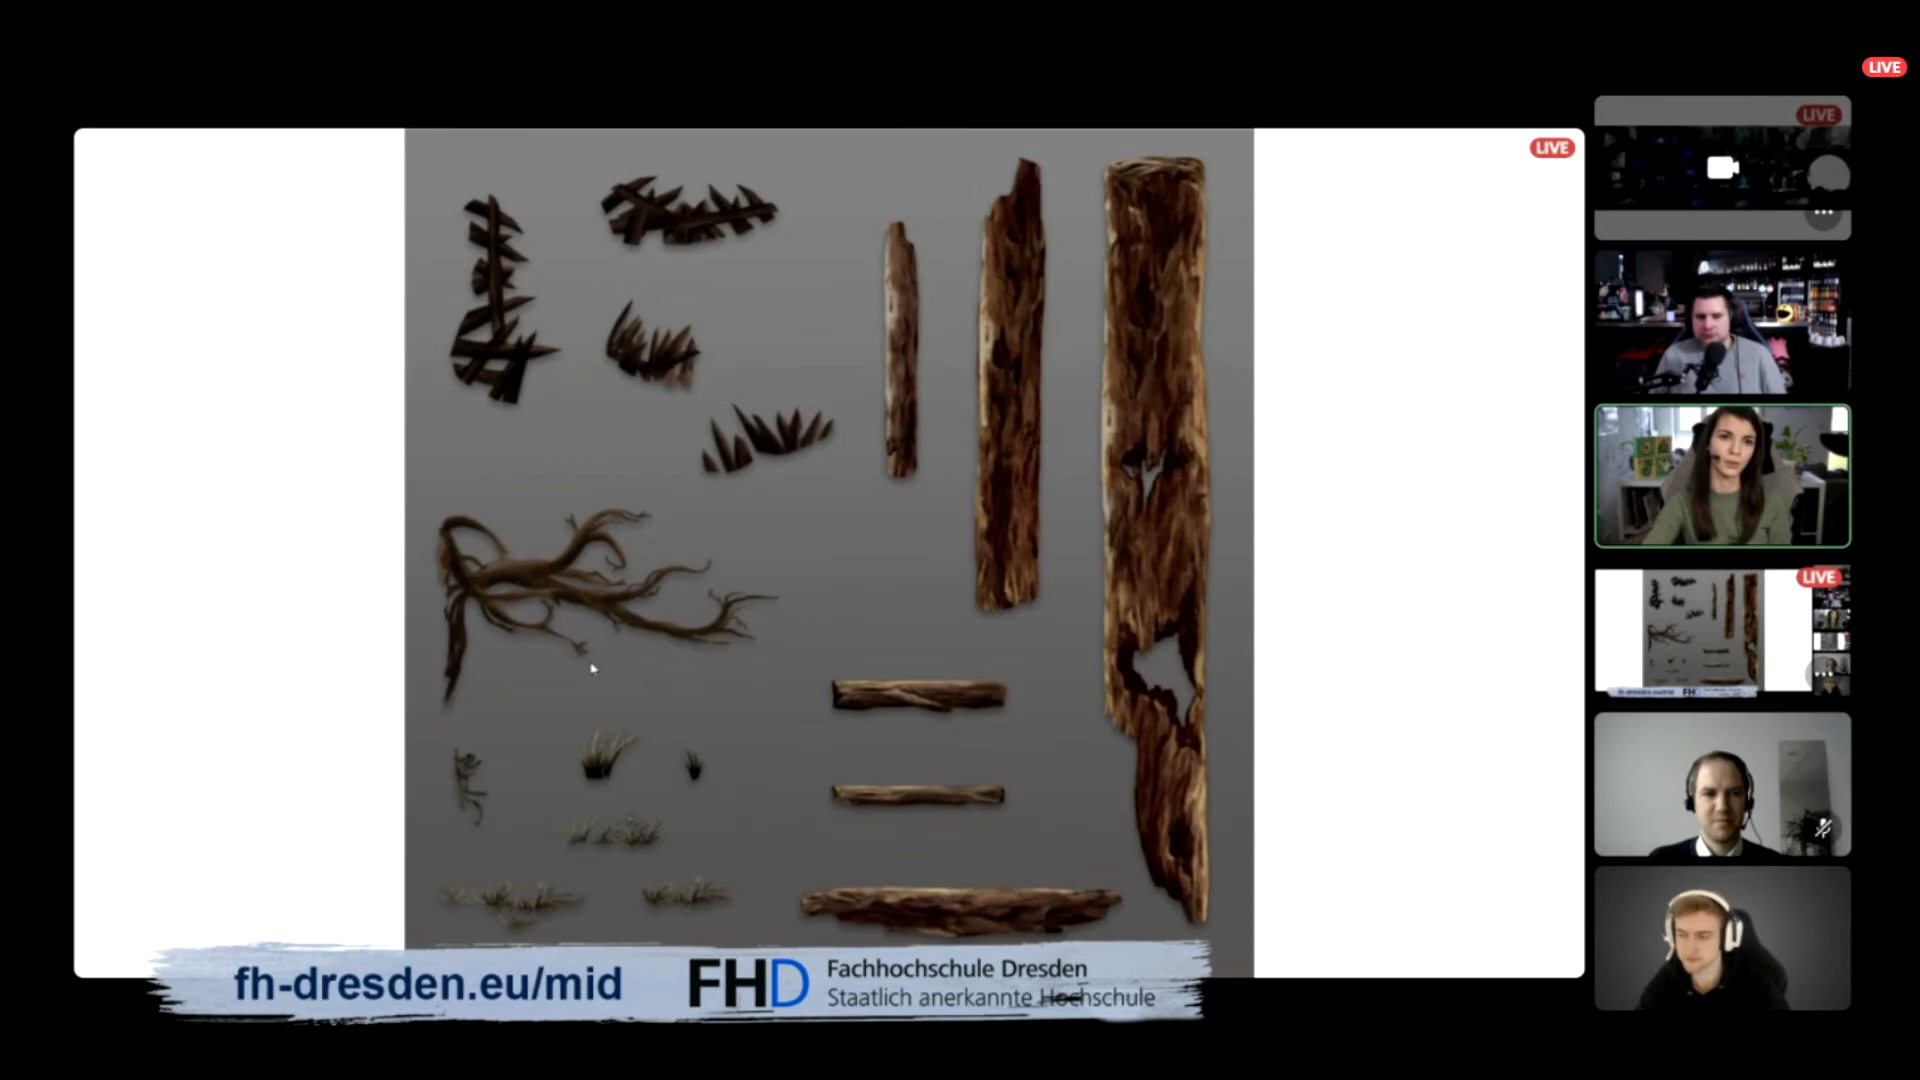 LIVE
LIVE
LIVE
LIVE
fh-dresden.eu/mid
FHD
Fachhochschule Dresden
Staatlich anerkannte Hochschule